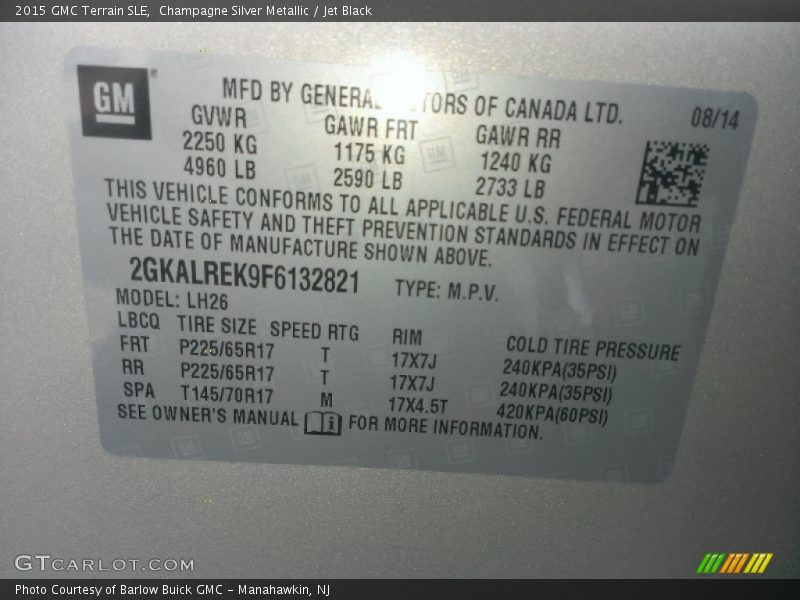 2015 GMC Terrain SLE,  Champagne Silver Metallic / Jet Black
GM®
MFD BY GENERAL MOTORS OF CANADA LTD.
08/14
GVWR GAWR FRT GAWR RR
2250 KG 1175 KG 1240 KG
4960 LB 2590 LB 2733 LB
THIS VEHICLE CONFORMS TO ALL APPLICABLE U.S. FEDERAL MOTOR
VEHICLE SAFETY AND THEFT PREVENTION STANDARDS IN EFFECT ON
THE DATE OF MANUFACTURE SHOWN ABOVE.
2GKALREK9F6132821 TYPE: M.P.V.
MODEL: LH26
LBCQ TIRE SIZE SPEED RTG RIM COLD TIRE PRESSURE
FRT P225/65R17 T 17X7J 240KPA(35PSI)
RR P225/65R17 T 17X7J 240KPA(35PSI)
SPA T145/70R17 M 17X4.5T 420KPA(60PSI)
SEE OWNER'S MANUAL i FOR MORE INFORMATION.
GTCARLOT.COM
Photo Courtesy of Barlow Buick GMC - Manahawkin, NJ